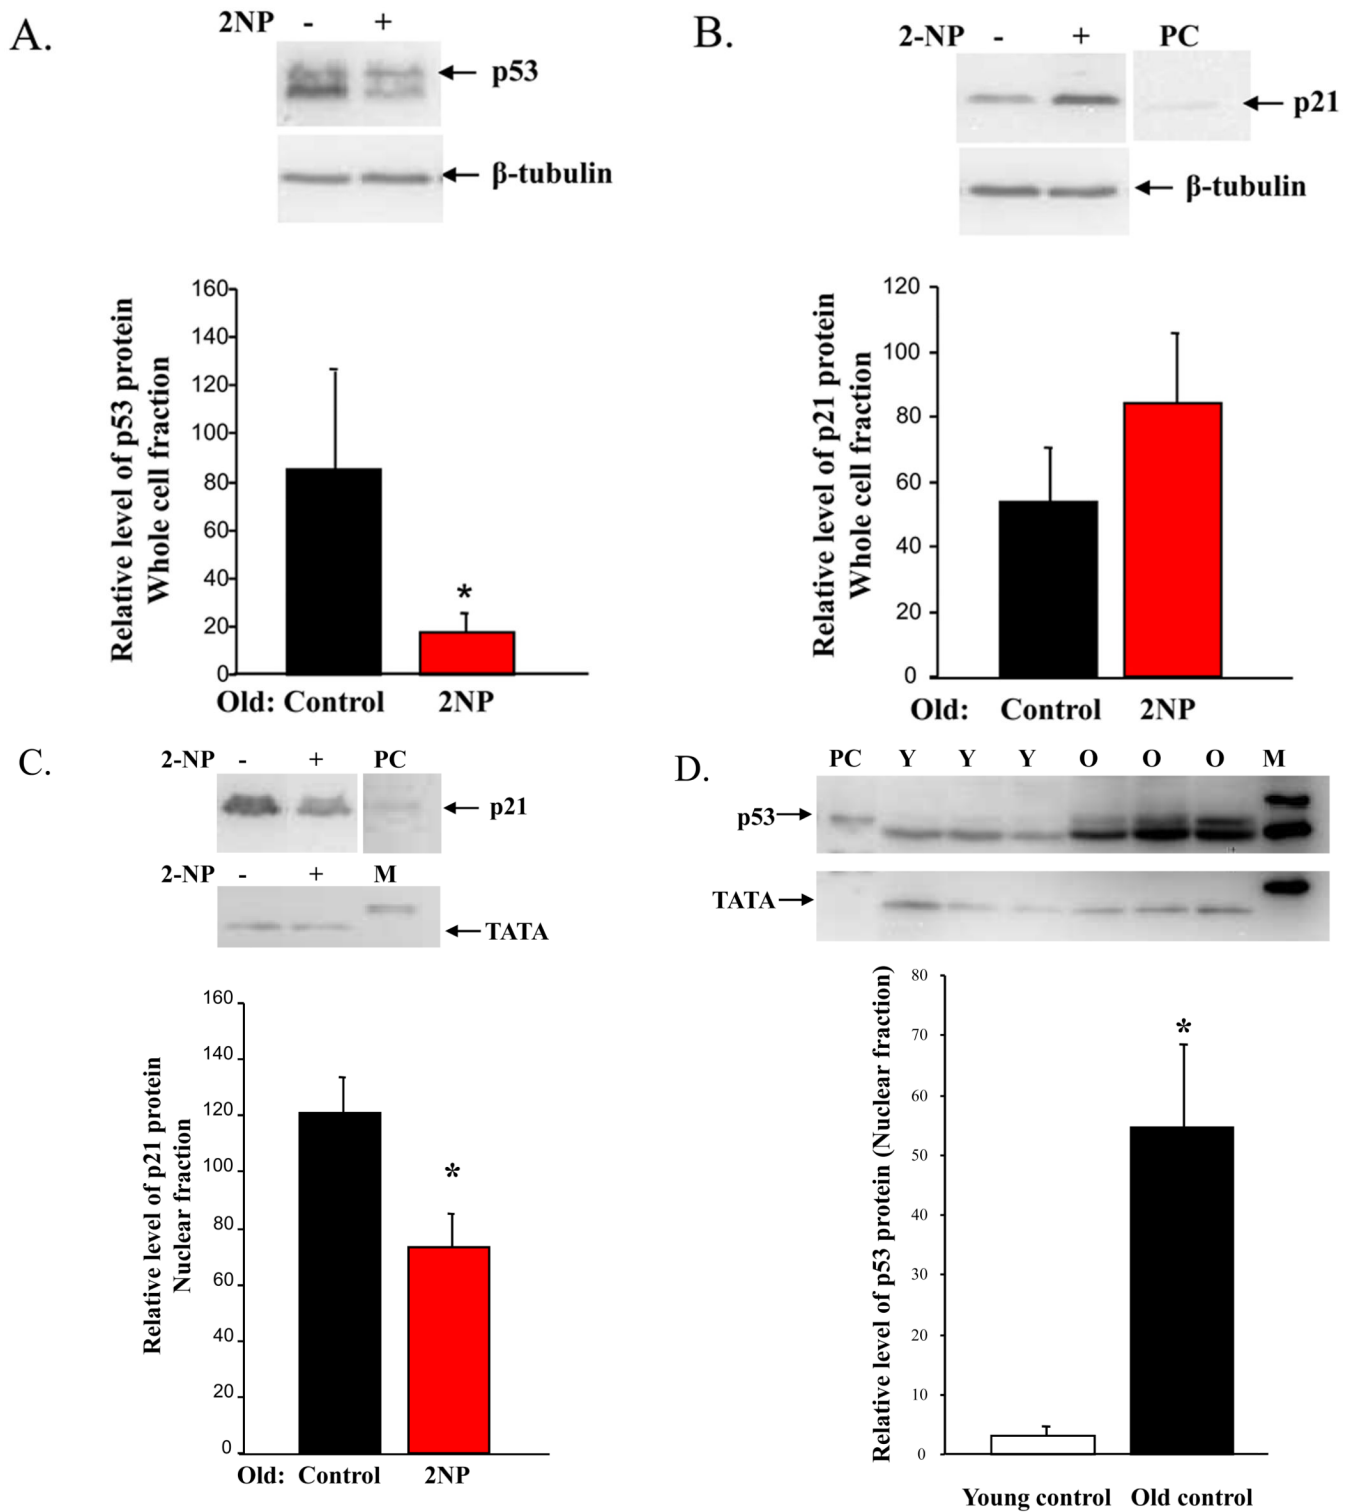 A.
2NP - +
p53
β-tubulin
160
140
120
100
80
60
40
20
0
Relative level of p53 protein
Whole cell fraction
*
Old: Control 2NP
B.
2-NP - + PC
p21
β-tubulin
120
100
80
60
40
20
0
Relative level of p21 protein
Whole cell fraction
Old: Control 2NP
C.
2-NP - + PC
p21
2-NP - + M
TATA
160
140
120
100
80
60
40
20
0
Relative level of p21 protein
Nuclear fraction
*
Old: Control 2NP
D.
PC Y Y Y O O O M
p53
TATA
80
70
60
50
40
30
20
10
0
Relative level of p53 protein (Nuclear fraction)
*
Young control Old control